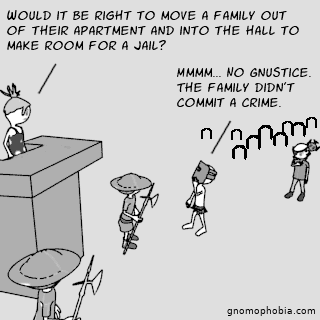 WOULD IT BE RIGHT TO MOVE A FAMILY OUT
OF THEIR APARTMENT AND INTO THE HALL TO
MAKE ROOM FOR A JAIL?
MMMM... NO GNUSTICE.
THE FAMILY DIDN'T
COMMIT A CRIME.
gnomophobia.com